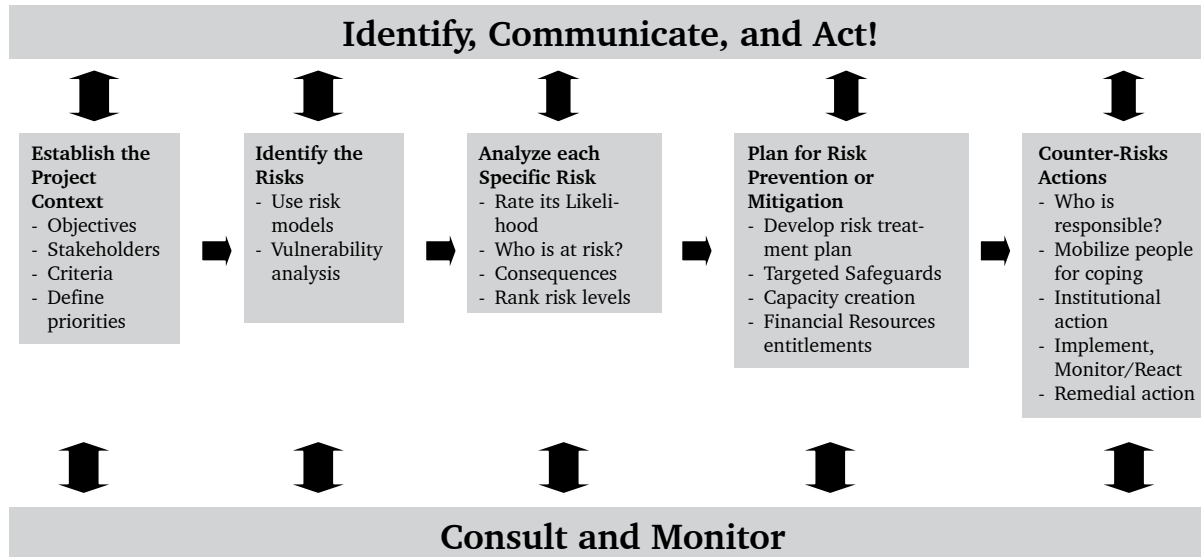 Identify, Communicate, and Act!
Establish the
Project
Context
- Objectives
- Stakeholders
- Criteria
- Define
priorities
Identify the
Risks
- Use risk
models
- Vulnerability
analysis
Analyze each
Specific Risk
- Rate its Likeli-
hood
- Who is at risk?
- Consequences
- Rank risk levels
Plan for Risk
Prevention or
Mitigation
- Develop risk treat-
ment plan
- Targeted Safeguards
- Capacity creation
- Financial Resources
entitlements
Counter-Risks
Actions
- Who is
responsible?
- Mobilize people
for coping
- Institutional
action
- Implement,
Monitor/React
- Remedial action
Consult and Monitor